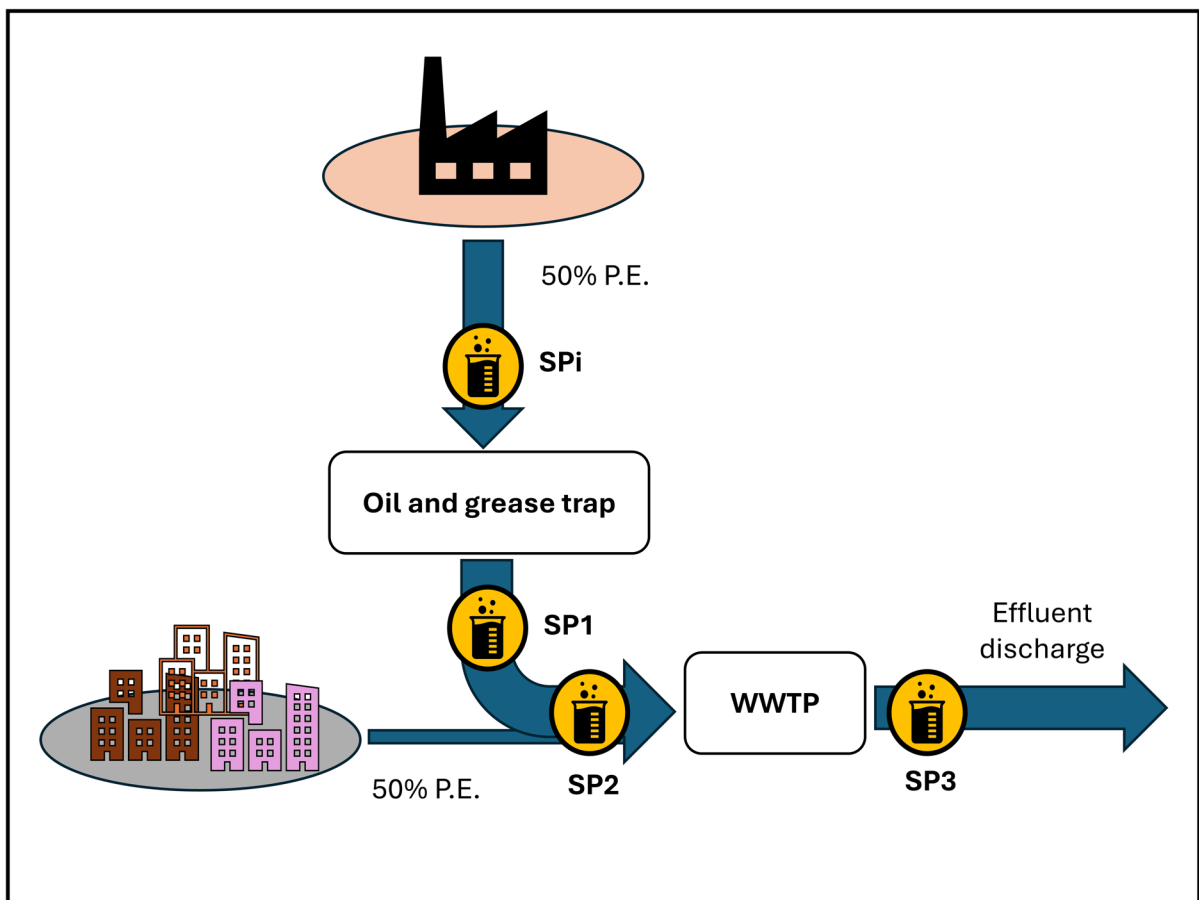 50% P.E.
SPi
Oil and grease trap
SP1
Effluent
discharge
WWTP
SP2
SP3
50% P.E.